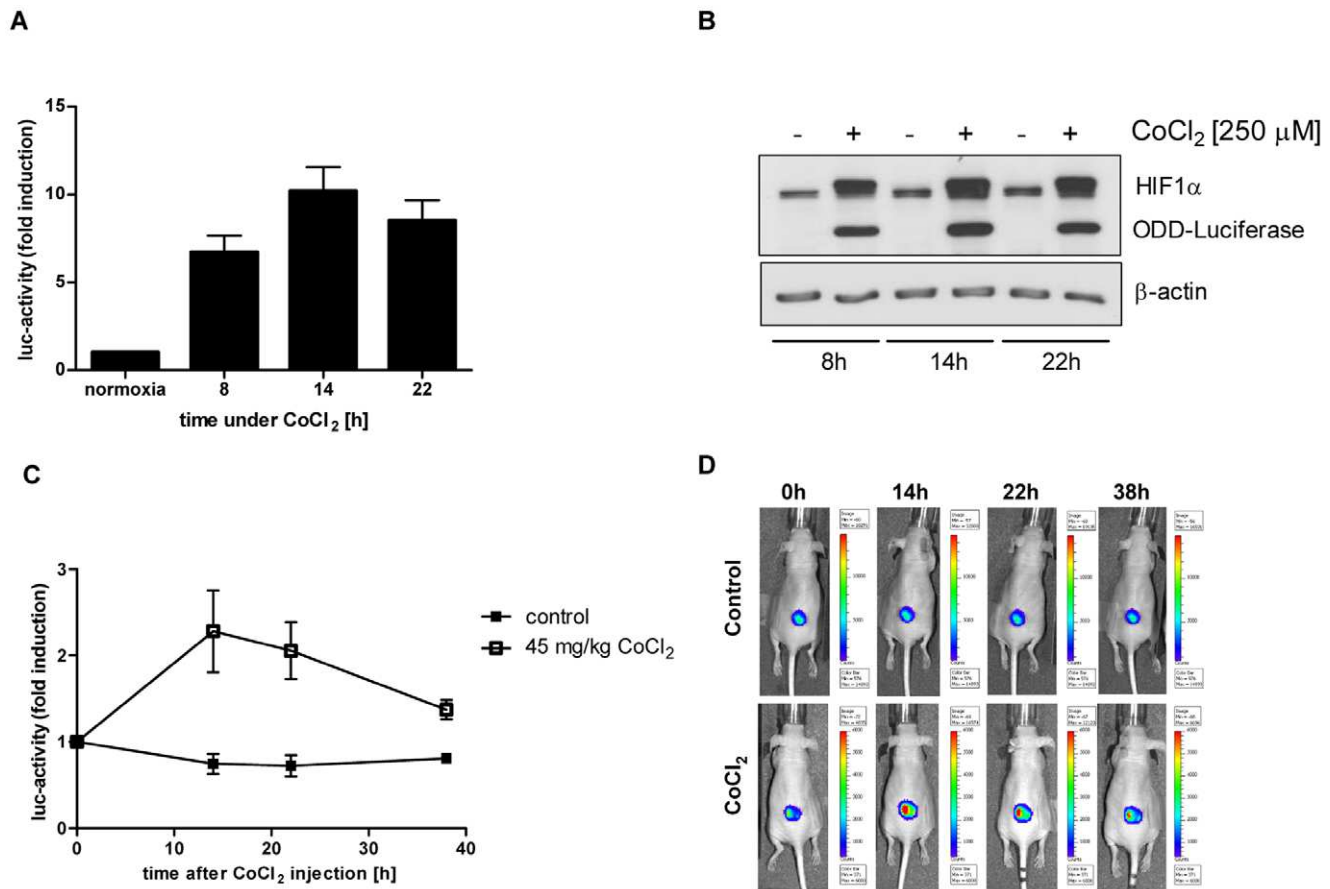 A
15
10
5
0
luc-activity (fold induction)
normoxia 8 14 22
time under CoCl2 [h]
B
- + - + - + CoCl2 [250 μM]
HIF1α
ODD-Luciferase
β-actin
8h 14h 22h
C
3
2
1
0
luc-activity (fold induction)
0 10 20 30 40
time after CoCl2 injection [h]
control
45 mg/kg CoCl2
D
0h 14h 22h 38h
Control
CoCl2